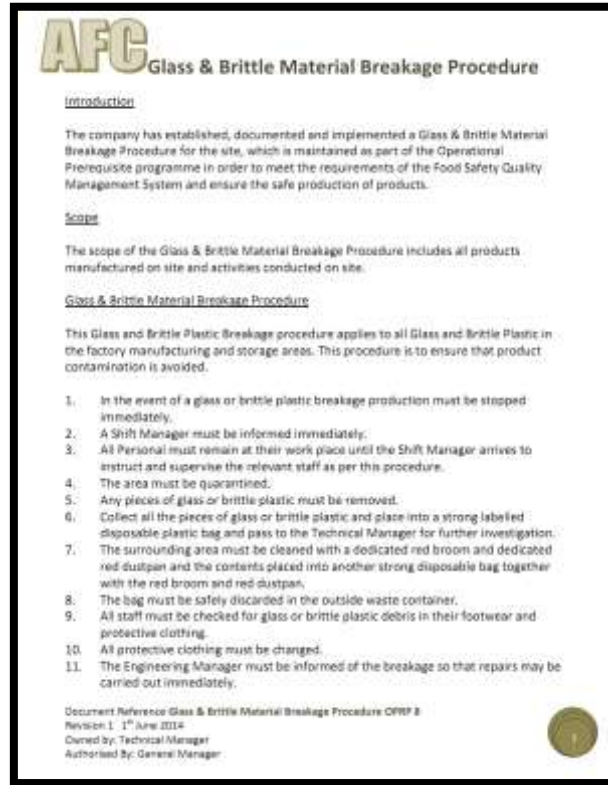 AFC Glass & Brittle Material Breakage Procedure
Introduction
The company has established, documented and implemented a Glass & Brittle Material
Breakage Procedure for the site, which is maintained as part of the Operational
Prerequisite programme in order to meet the requirements of the Food Safety Quality
Management System and ensure the safe production of products.
Scope
The scope of the Glass & Brittle Material Breakage Procedure includes all products
manufactured on site and activities conducted on site.
Glass & Brittle Material Breakage Procedure
This Glass and Brittle Plastic Breakage procedure applies to all Glass and Brittle Plastic in
the factory manufacturing and storage areas. This procedure is to ensure that product
contamination is avoided.
1. In the event of a glass or brittle plastic breakage production must be stopped
immediately.
2. A Shift Manager must be informed immediately.
3. All Personal must remain at their work place until the Shift Manager arrives to
instruct and supervise the relevant staff as per this procedure.
4. The area must be quarantined.
5. Any pieces of glass or brittle plastic must be removed.
6. Collect all the pieces of glass or brittle plastic and place into a strong labelled
disposable plastic bag and pass to the Technical Manager for further investigation.
7. The surrounding area must be cleaned with a dedicated red broom and dedicated
red dustpan and the contents placed into another strong disposable bag together
with the red broom and red dustpan.
8. The bag must be safely discarded in the outside waste container.
9. All staff must be checked for glass or brittle plastic debris in their footwear and
protective clothing.
10. All protective clothing must be changed.
11. The Engineering Manager must be informed of the breakage so that repairs may be
carried out immediately.
Document Reference Glass & Brittle Material Breakage Procedure OPRP 8
Revision 1 1st June 2014
Owned by: Technical Manager
Authorised By: General Manager
1